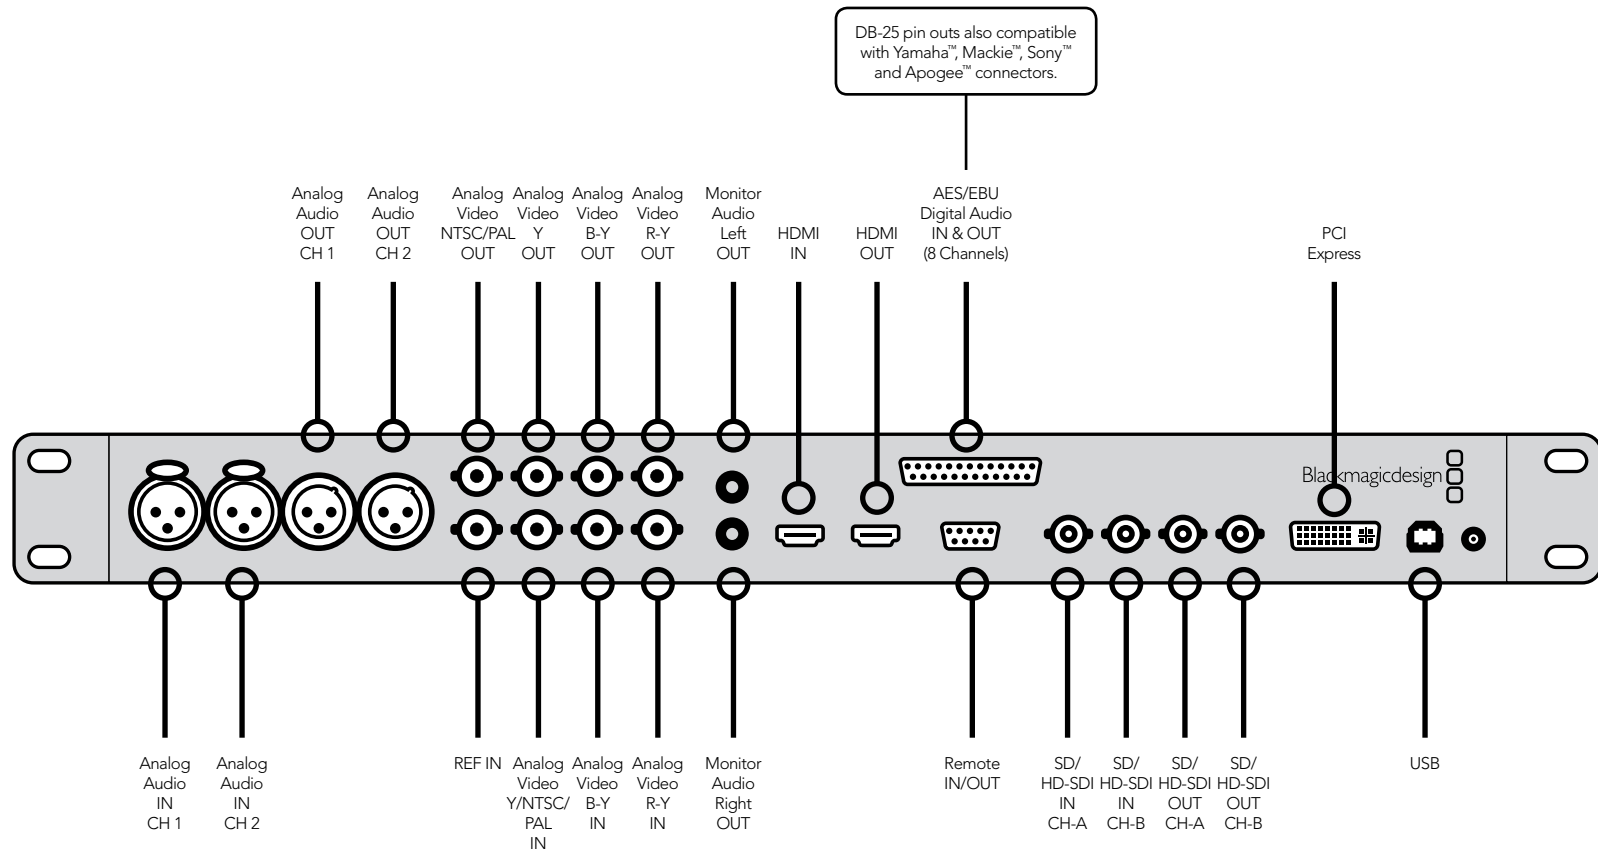 DB-25 pin outs also compatible
with Yamaha™, Mackie™, Sony™
and Apogee™ connectors.
Analog
Audio
OUT
CH 1
Analog
Audio
OUT
CH 2
Analog
Video
NTSC/PAL
OUT
Analog
Video
Y
OUT
Analog
Video
B-Y
OUT
Analog
Video
R-Y
OUT
Monitor
Audio
Left
OUT
HDMI
IN
HDMI
OUT
AES/EBU
Digital Audio
IN & OUT
(8 Channels)
PCI
Express
Blackmagicdesign
Analog
Audio
IN
CH 1
Analog
Audio
IN
CH 2
REF IN
Analog
Video
Y/NTSC/
PAL
IN
Analog
Video
B-Y
IN
Analog
Video
R-Y
IN
Monitor
Audio
Right
OUT
Remote
IN/OUT
SD/
HD-SDI
IN
CH-A
SD/
HD-SDI
IN
CH-B
SD/
HD-SDI
OUT
CH-A
SD/
HD-SDI
OUT
CH-B
USB